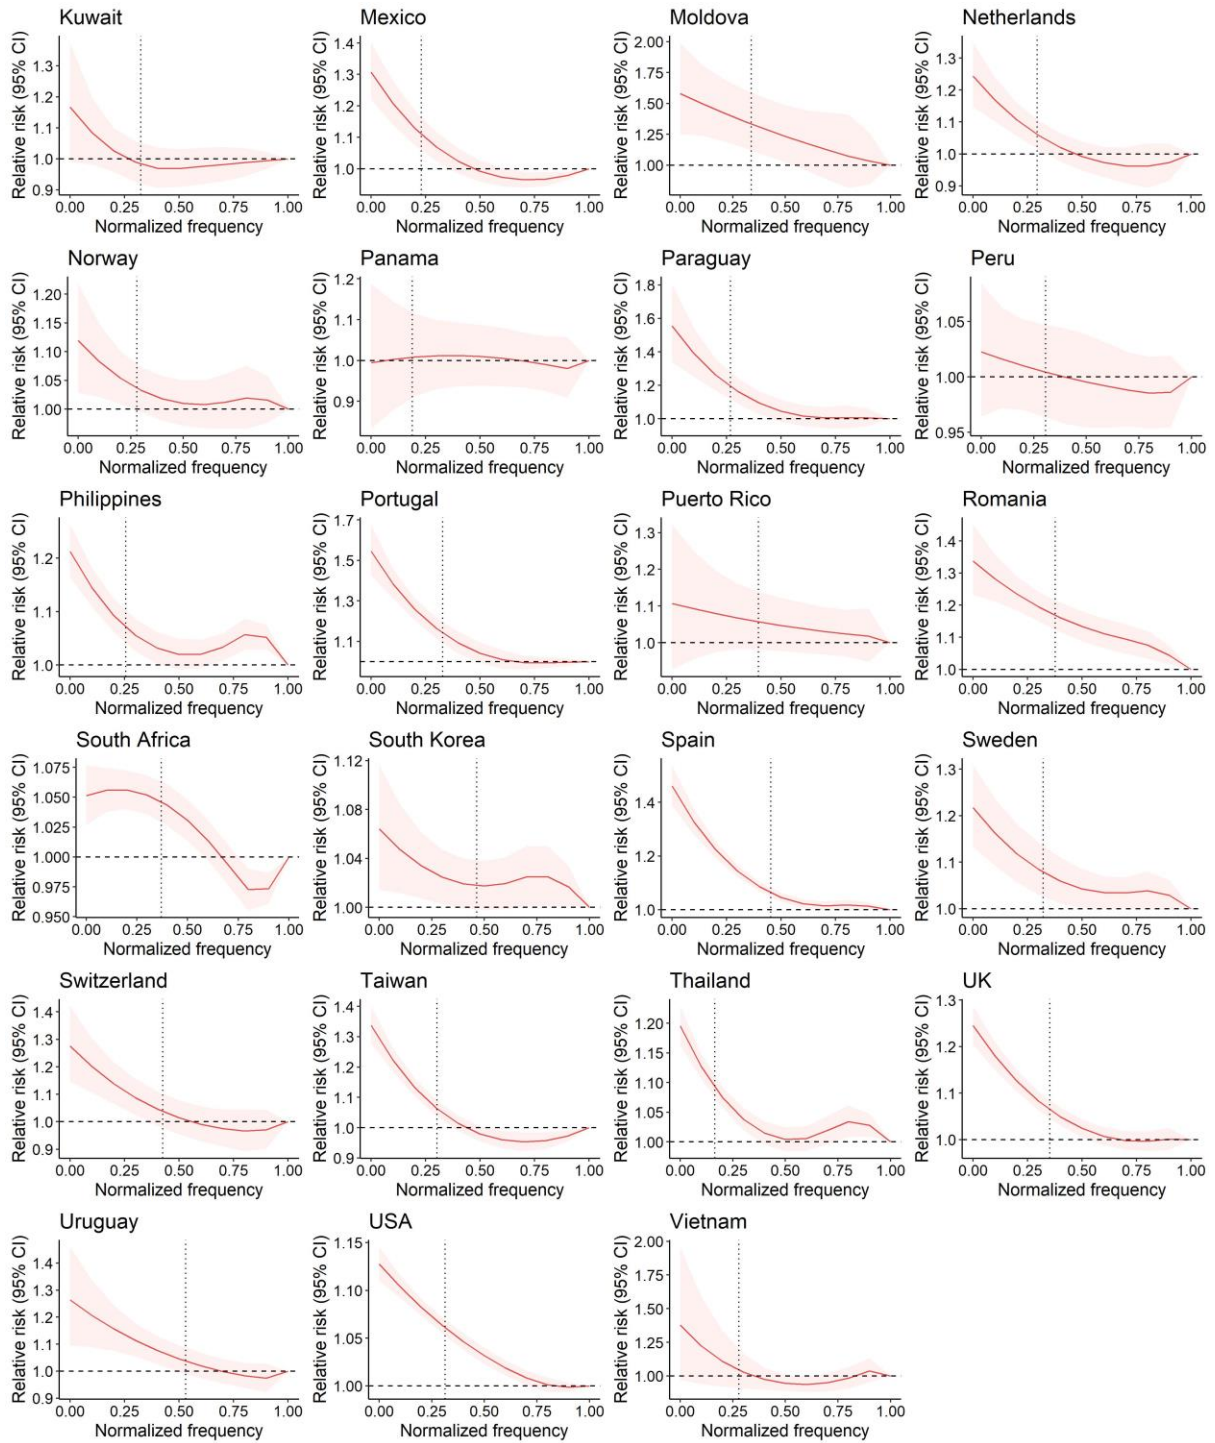 Kuwait
Relative risk (95% CI)
1.3
1.2
1.1
1.0
0.9
0.00 0.25 0.50 0.75 1.00
Normalized frequency
Mexico
Relative risk (95% CI)
1.4
1.3
1.2
1.1
1.0
0.00 0.25 0.50 0.75 1.00
Normalized frequency
Moldova
Relative risk (95% CI)
2.00
1.75
1.50
1.25
1.00
0.00 0.25 0.50 0.75 1.00
Normalized frequency
Netherlands
Relative risk (95% CI)
1.3
1.2
1.1
1.0
0.9
0.00 0.25 0.50 0.75 1.00
Normalized frequency
Norway
Relative risk (95% CI)
1.20
1.15
1.10
1.05
1.00
0.00 0.25 0.50 0.75 1.00
Normalized frequency
Panama
Relative risk (95% CI)
1.2
1.1
1.0
0.9
0.00 0.25 0.50 0.75 1.00
Normalized frequency
Paraguay
Relative risk (95% CI)
1.8
1.6
1.4
1.2
1.0
0.00 0.25 0.50 0.75 1.00
Normalized frequency
Peru
Relative risk (95% CI)
1.05
1.00
0.95
0.00 0.25 0.50 0.75 1.00
Normalized frequency
Philippines
Relative risk (95% CI)
1.2
1.1
1.0
0.00 0.25 0.50 0.75 1.00
Normalized frequency
Portugal
Relative risk (95% CI)
1.7
1.5
1.3
1.1
0.00 0.25 0.50 0.75 1.00
Normalized frequency
Puerto Rico
Relative risk (95% CI)
1.3
1.2
1.1
1.0
0.00 0.25 0.50 0.75 1.00
Normalized frequency
Romania
Relative risk (95% CI)
1.4
1.3
1.2
1.1
1.0
0.00 0.25 0.50 0.75 1.00
Normalized frequency
South Africa
Relative risk (95% CI)
1.075
1.050
1.025
1.000
0.975
0.950
0.00 0.25 0.50 0.75 1.00
Normalized frequency
South Korea
Relative risk (95% CI)
1.12
1.08
1.04
1.00
0.00 0.25 0.50 0.75 1.00
Normalized frequency
Spain
Relative risk (95% CI)
1.4
1.2
1.0
0.00 0.25 0.50 0.75 1.00
Normalized frequency
Sweden
Relative risk (95% CI)
1.3
1.2
1.1
1.0
0.00 0.25 0.50 0.75 1.00
Normalized frequency
Switzerland
Relative risk (95% CI)
1.4
1.3
1.2
1.1
1.0
0.9
0.00 0.25 0.50 0.75 1.00
Normalized frequency
Taiwan
Relative risk (95% CI)
1.4
1.3
1.2
1.1
1.0
0.9
0.00 0.25 0.50 0.75 1.00
Normalized frequency
Thailand
Relative risk (95% CI)
1.20
1.15
1.10
1.05
1.00
0.00 0.25 0.50 0.75 1.00
Normalized frequency
UK
Relative risk (95% CI)
1.3
1.2
1.1
1.0
0.00 0.25 0.50 0.75 1.00
Normalized frequency
Uruguay
Relative risk (95% CI)
1.4
1.3
1.2
1.1
1.0
0.9
0.00 0.25 0.50 0.75 1.00
Normalized frequency
USA
Relative risk (95% CI)
1.15
1.10
1.05
1.00
0.00 0.25 0.50 0.75 1.00
Normalized frequency
Vietnam
Relative risk (95% CI)
2.00
1.75
1.50
1.25
1.00
0.00 0.25 0.50 0.75 1.00
Normalized frequency